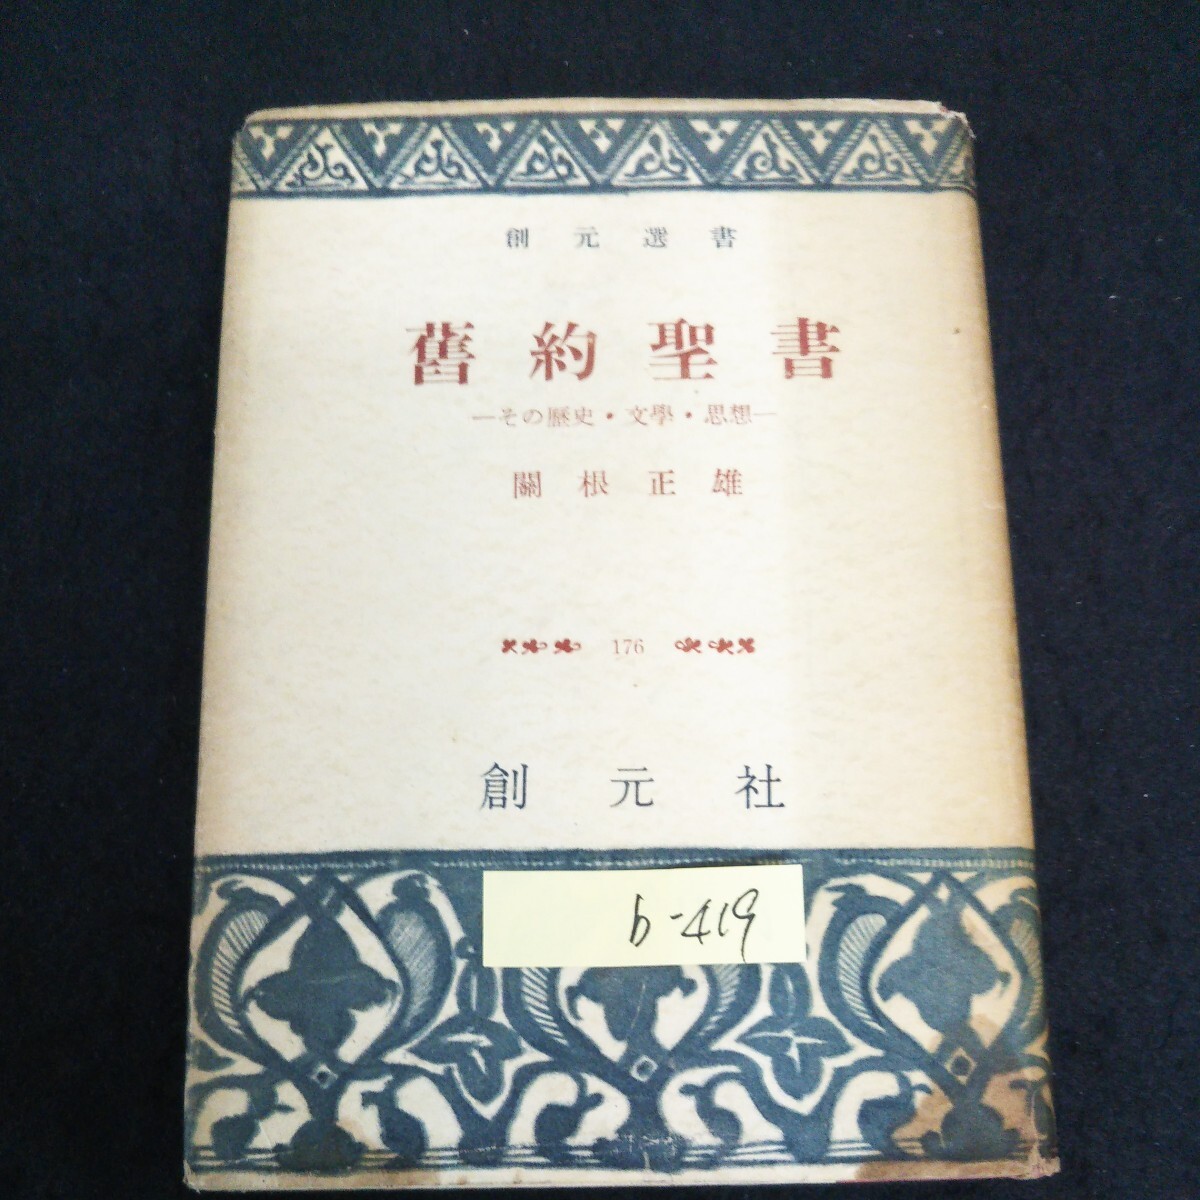 創元選書
舊約聖書
―その歴史・文學・思想―
關根正雄
176
創元社
b-419